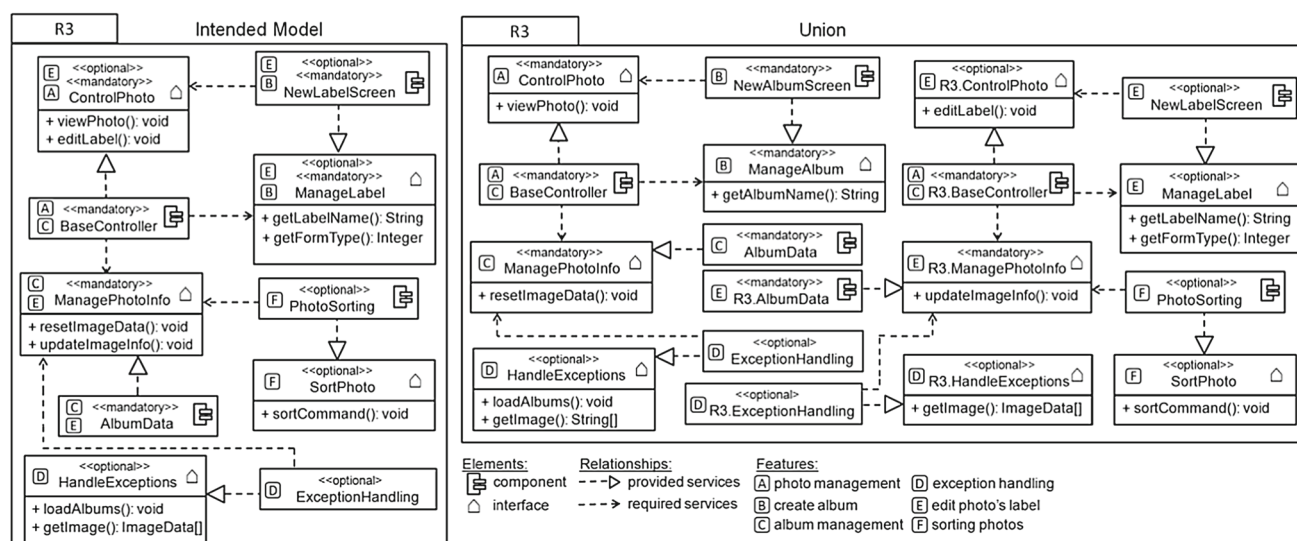 R3
Intended Model
E
<<optional>>
A
<<mandatory>>
ControlPhoto
+ viewPhoto(): void
+ editLabel(): void
E
<<optional>>
B
<<mandatory>>
NewLabelScreen
E
<<optional>>
<<mandatory>>
B
ManageLabel
+ getLabelName(): String
+ getFormType(): Integer
A
<<mandatory>>
C
BaseController
C
<<mandatory>>
E
ManagePhotoInfo
+ resetImageData(): void
+ updateImageInfo(): void
F
<<optional>>
PhotoSorting
F
<<optional>>
SortPhoto
+ sortCommand(): void
C
<<mandatory>>
E
AlbumData
D
<<optional>>
HandleExceptions
+ loadAlbums(): void
+ getImage(): ImageData[]
D
<<optional>>
ExceptionHandling
R3
Union
A
<<mandatory>>
ControlPhoto
+ viewPhoto(): void
B
<<mandatory>>
NewAlbumScreen
E
<<optional>>
R3.ControlPhoto
+ editLabel(): void
E
<<optional>>
NewLabelScreen
A
<<mandatory>>
C
BaseController
B
<<mandatory>>
ManageAlbum
+ getAlbumName(): String
A
<<mandatory>>
C
R3.BaseController
E
<<optional>>
ManageLabel
+ getLabelName(): String
+ getFormType(): Integer
C
<<mandatory>>
ManagePhotoInfo
+ resetImageData(): void
C
<<mandatory>>
AlbumData
E
<<mandatory>>
R3.AlbumData
E
<<mandatory>>
R3.ManagePhotoInfo
+ updateImageInfo(): void
F
<<optional>>
PhotoSorting
D
<<optional>>
HandleExceptions
+ loadAlbums(): void
+ getImage(): String[]
D
<<optional>
ExceptionHandling
D
<<optional>
R3.ExceptionHandling
D
<<optional>>
R3.HandleExceptions
+ getImage(): ImageData[]
F
<<optional>>
SortPhoto
+ sortCommand(): void
Elements:
component
interface
Relationships:
provided services
required services
Features:
A photo management
B create album
C album management
D exception handling
E edit photo's label
F sorting photos